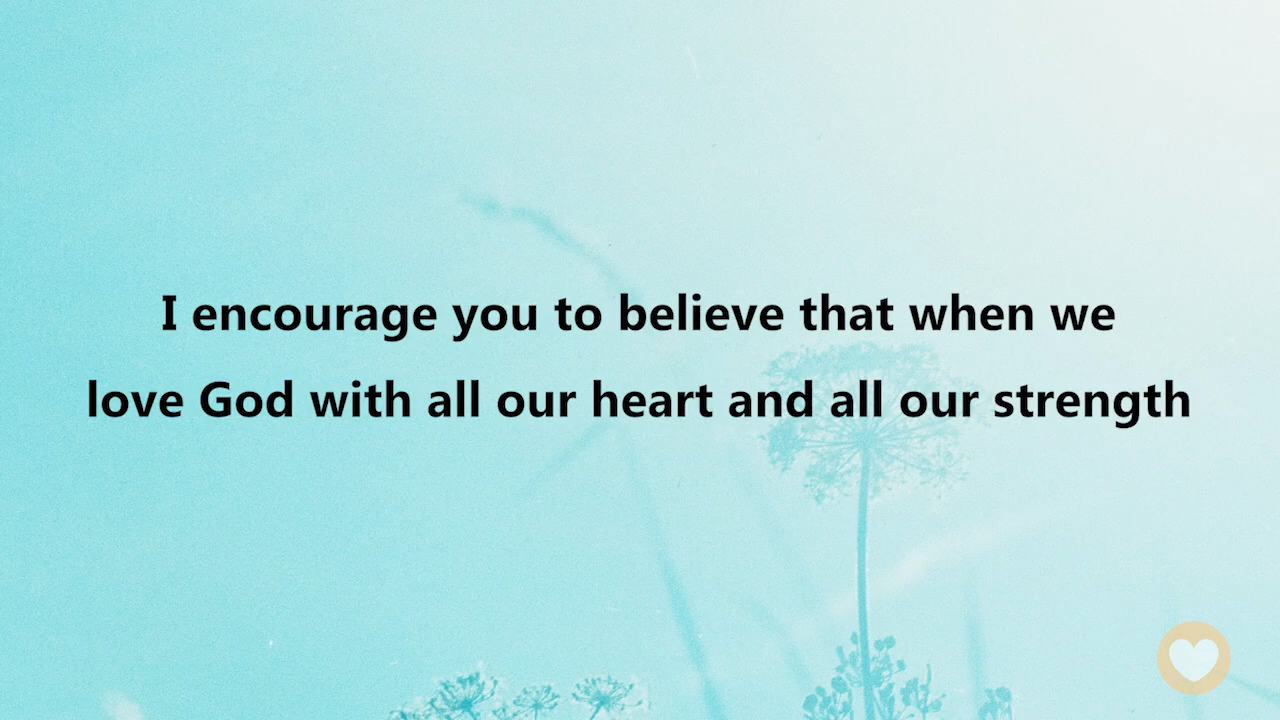 I encourage you to believe that when we
love God with all our heart and all our strength